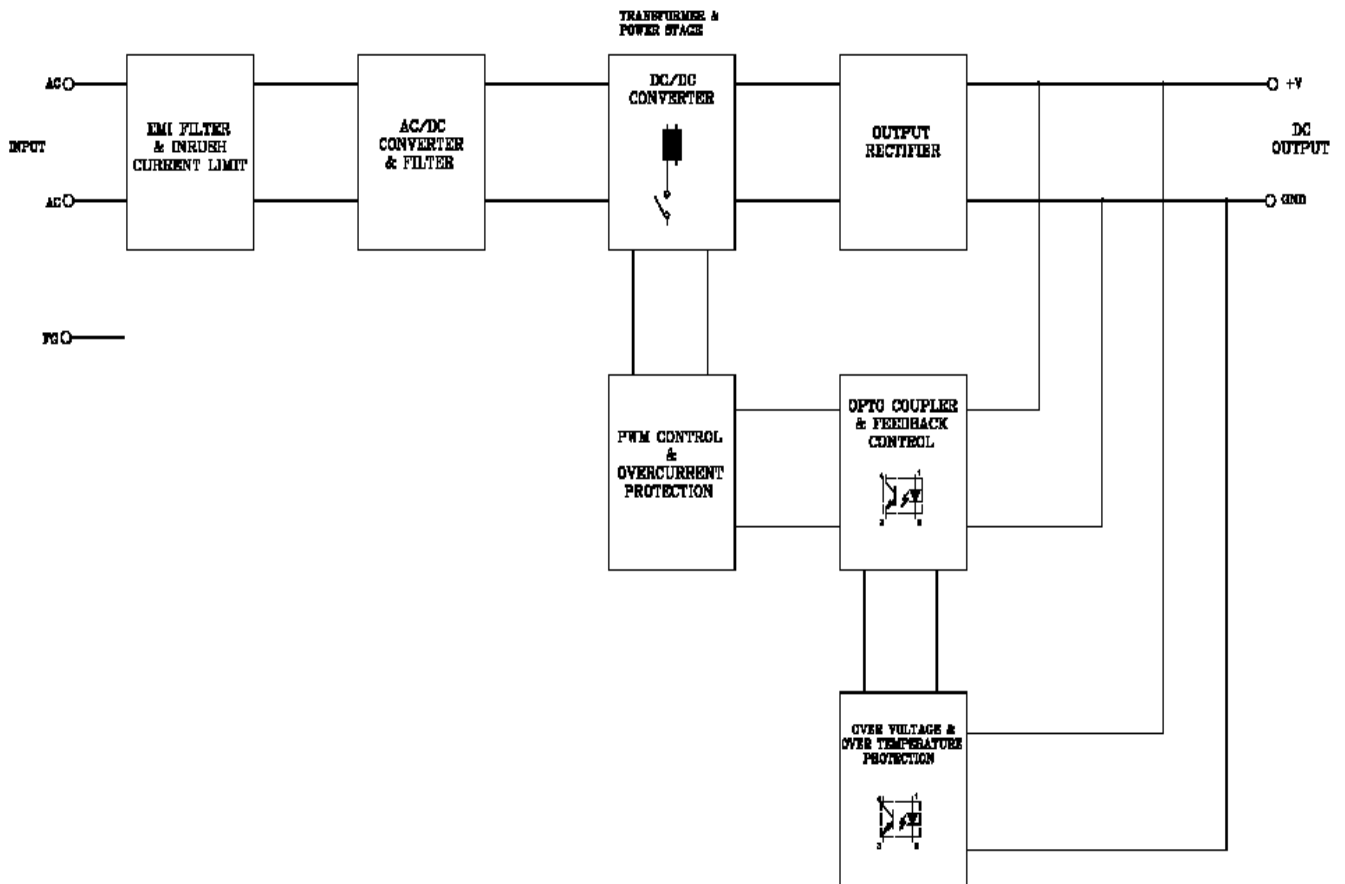 TRANSFORMER &
POWER STAGE
AC
EMI FILTER
& INRUSH
CURRENT LIMIT
AC/DC
CONVERTER
& FILTER
DC/DC
CONVERTER
OUTPUT
RECTIFIER
+V
INPUT
DC
OUTPUT
AC
GND
FG
PWM CONTROL
&
OVERCURRENT
PROTECTION
OPTO COUPLER
& FEEDBACK
CONTROL
OVER VOLTAGE &
OVER TEMPERATURE
PROTECTION